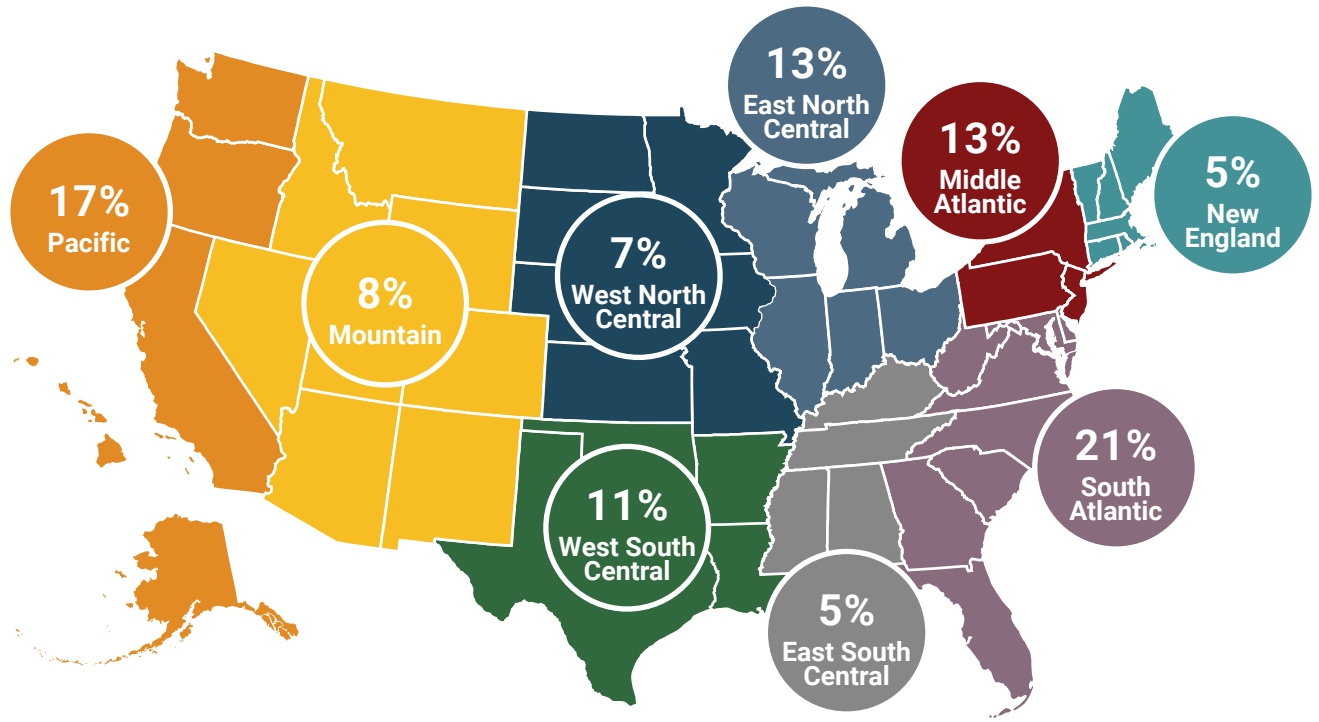 13%
East North
Central
13%
Middle
Atlantic
5%
New
England
17%
Pacific
7%
West North
Central
8%
Mountain
21%
South
Atlantic
11%
West South
Central
5%
East South
Central